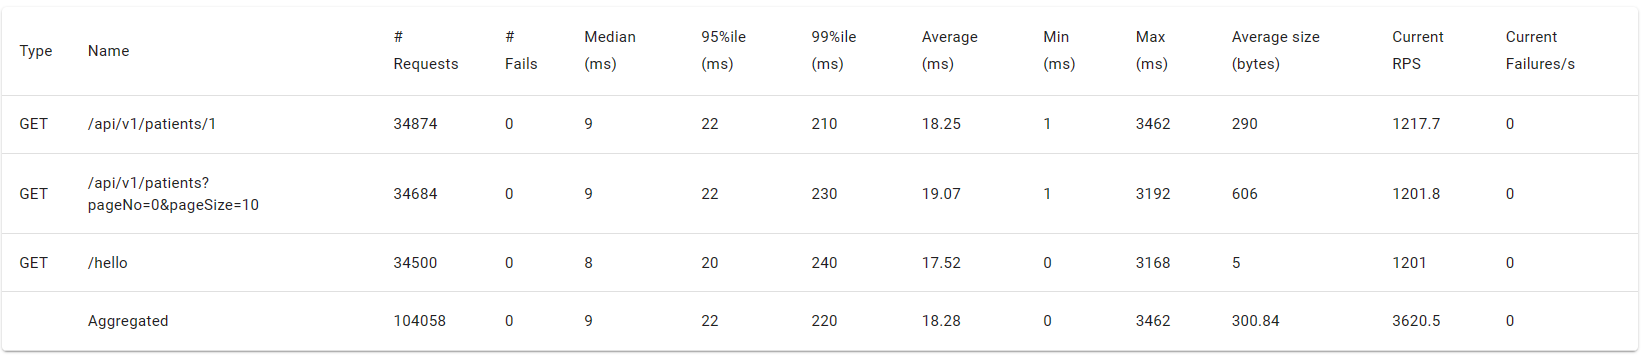 Type Name # Requests # Fails Median (ms) 95%ile (ms) 99%ile (ms) Average (ms) Min (ms) Max (ms) Average size (bytes) Current RPS Current Failures/s
GET /api/v1/patients/1 34874 0 9 22 210 18.25 1 3462 290 1217.7 0
GET /api/v1/patients?pageNo=0&pageSize=10 34684 0 9 22 230 19.07 1 3192 606 1201.8 0
GET /hello 34500 0 8 20 240 17.52 0 3168 5 1201 0
Aggregated 104058 0 9 22 220 18.28 0 3462 300.84 3620.5 0